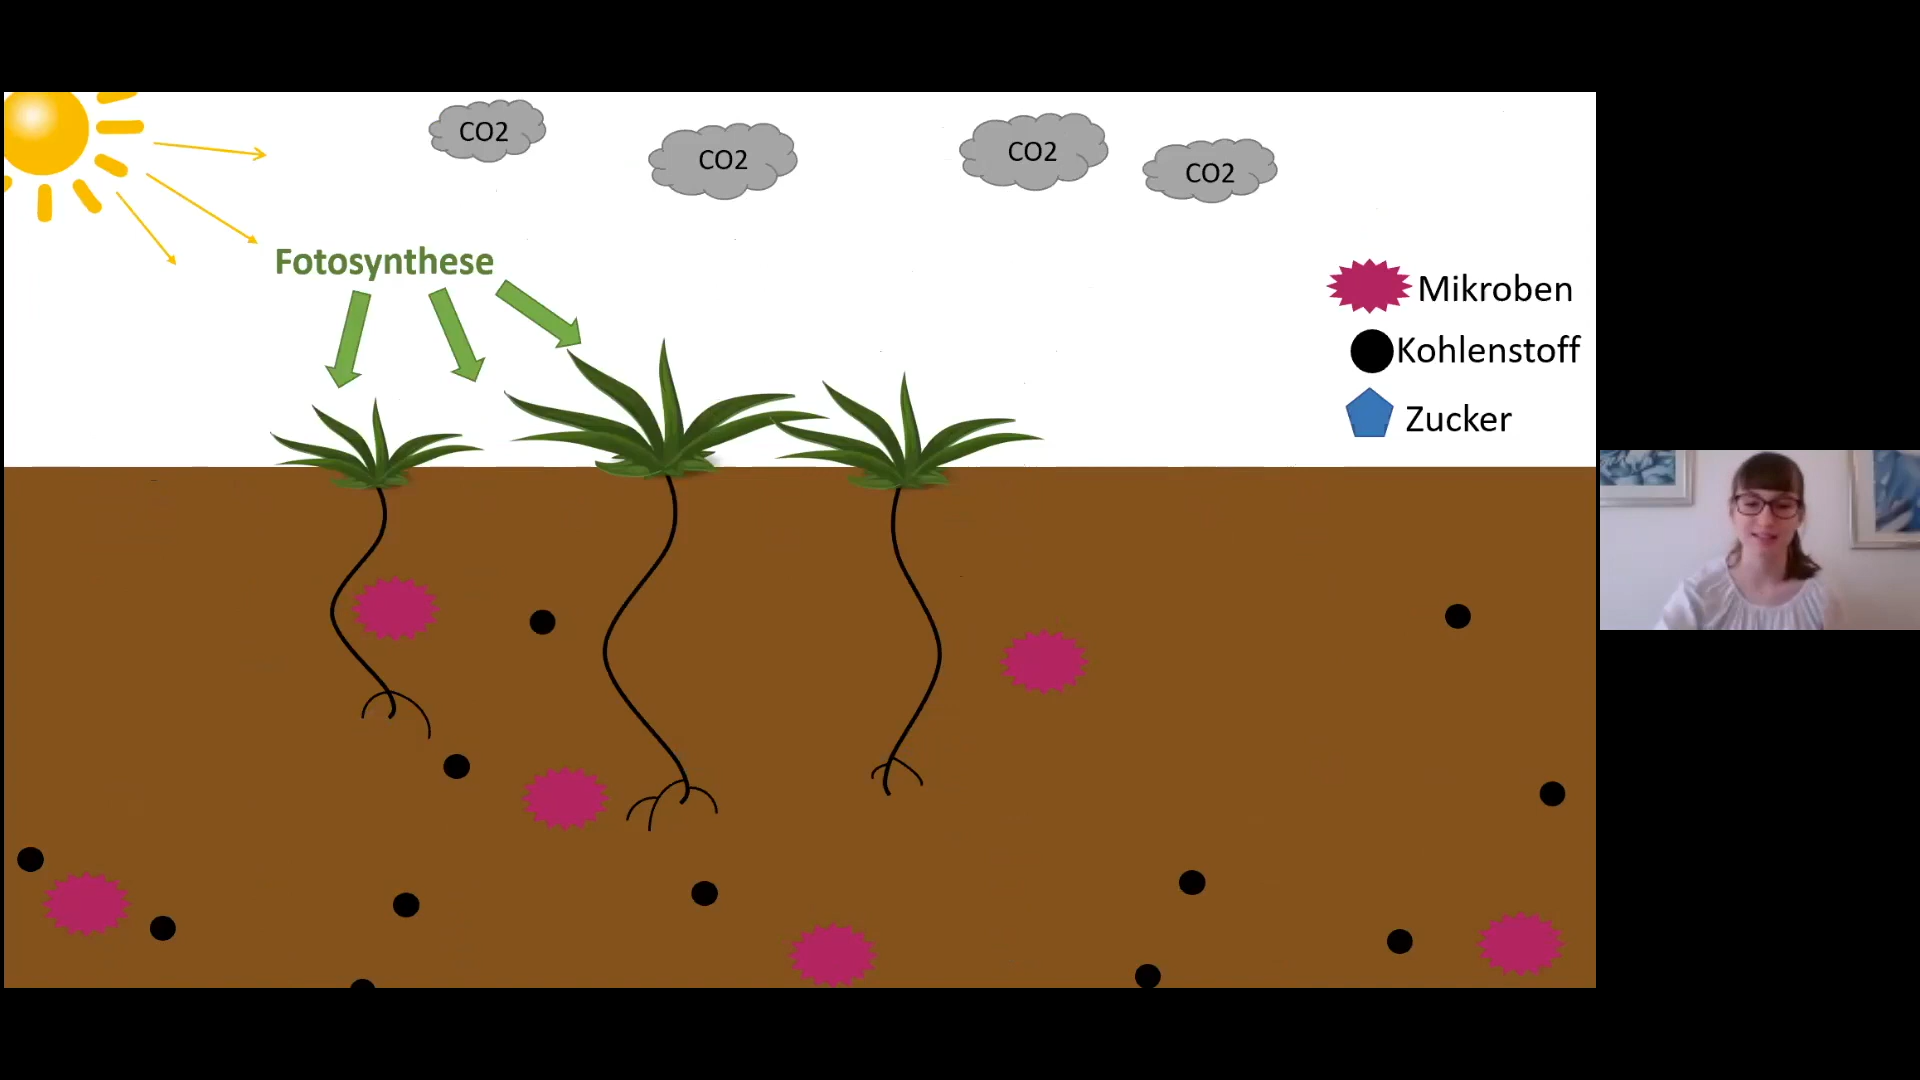 CO2
CO2
CO2
CO2
Fotosynthese
Mikroben
Kohlenstoff
Zucker